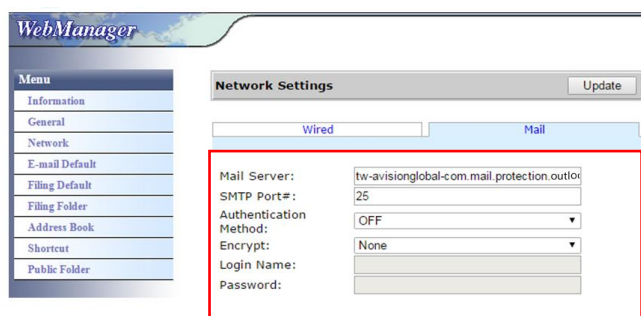 WebManager
Menu
Information
General
Network
E-mail Default
Filing Default
Filing Folder
Address Book
Shortcut
Public Folder
Network Settings
Update
Wired
Mail
Mail Server: tw-avisionglobal-com.mail.protection.outloo
SMTP Port#: 25
Authentication
Method: OFF
Encrypt: None
Login Name:
Password: